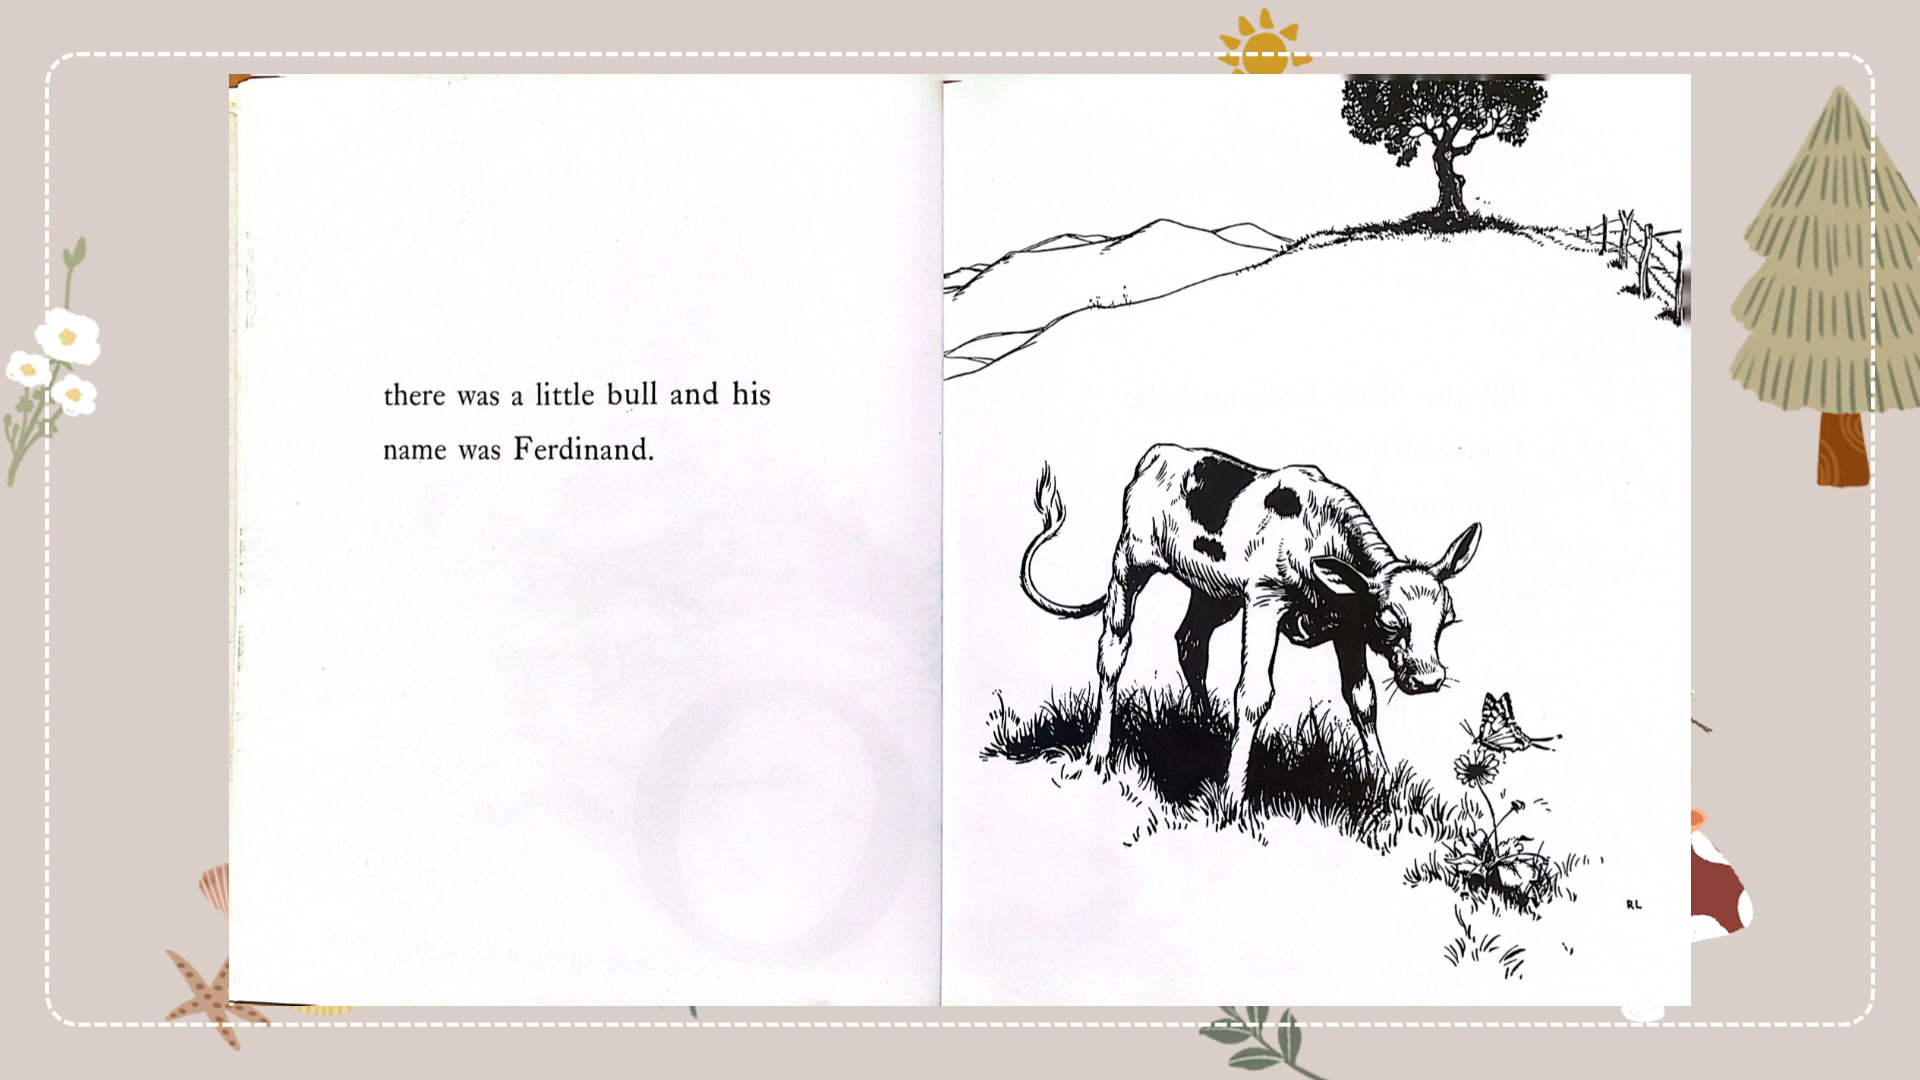 there was a little bull and his
name was Ferdinand.
RL